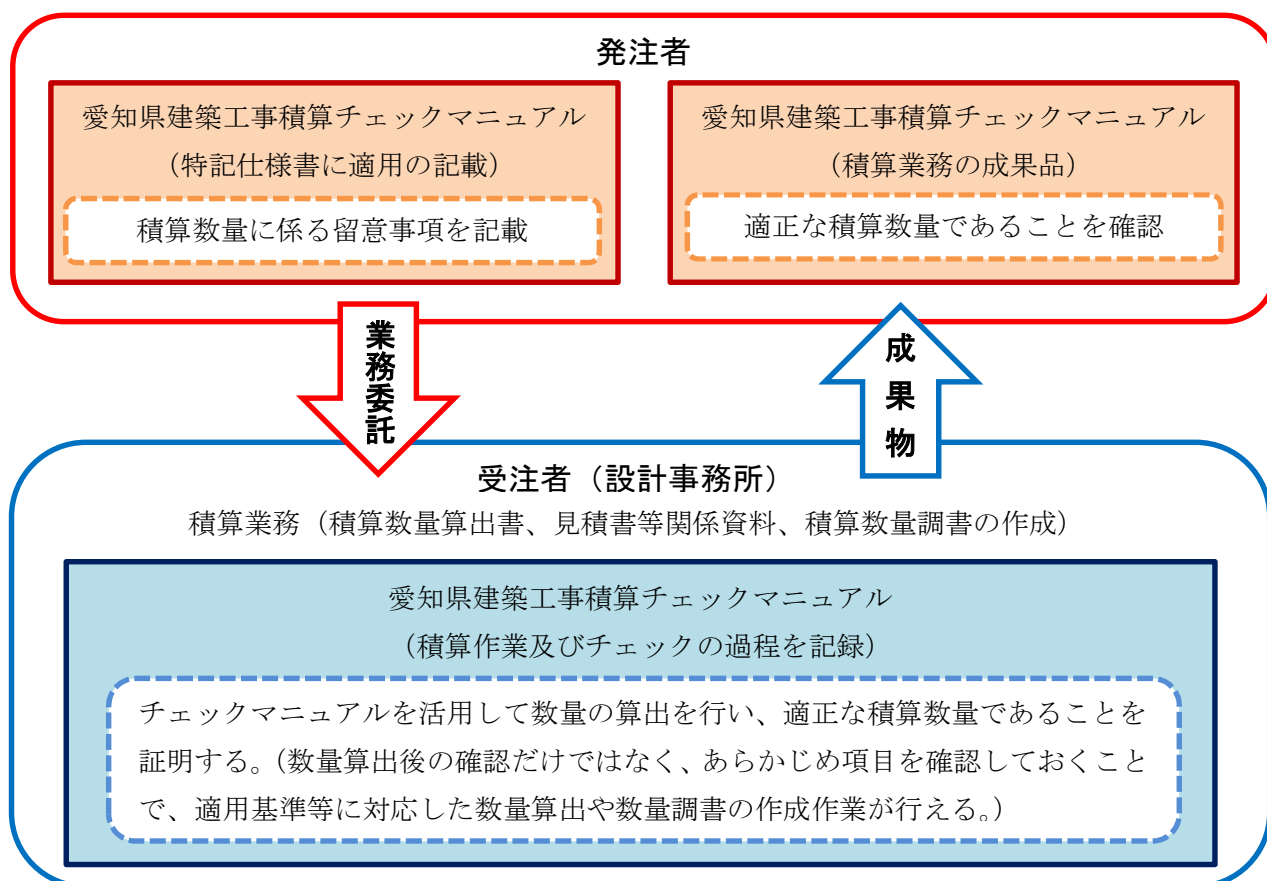 発注者
愛知県建築工事積算チェックマニュアル
（特記仕様書に適用の記載）
積算数量に係る留意事項を記載
愛知県建築工事積算チェックマニュアル
（積算業務の成果品）
適正な積算数量であることを確認
業務委託
成果物
受注者（設計事務所）
積算業務（積算数量算出書、見積書等関係資料、積算数量調書の作成）
愛知県建築工事積算チェックマニュアル
（積算作業及びチェックの過程を記録）
チェックマニュアルを活用して数量の算出を行い、適正な積算数量であることを
証明する。（数量算出後の確認だけではなく、あらかじめ項目を確認しておくこと
で、適用基準等に対応した数量算出や数量調書の作成作業が行える。）